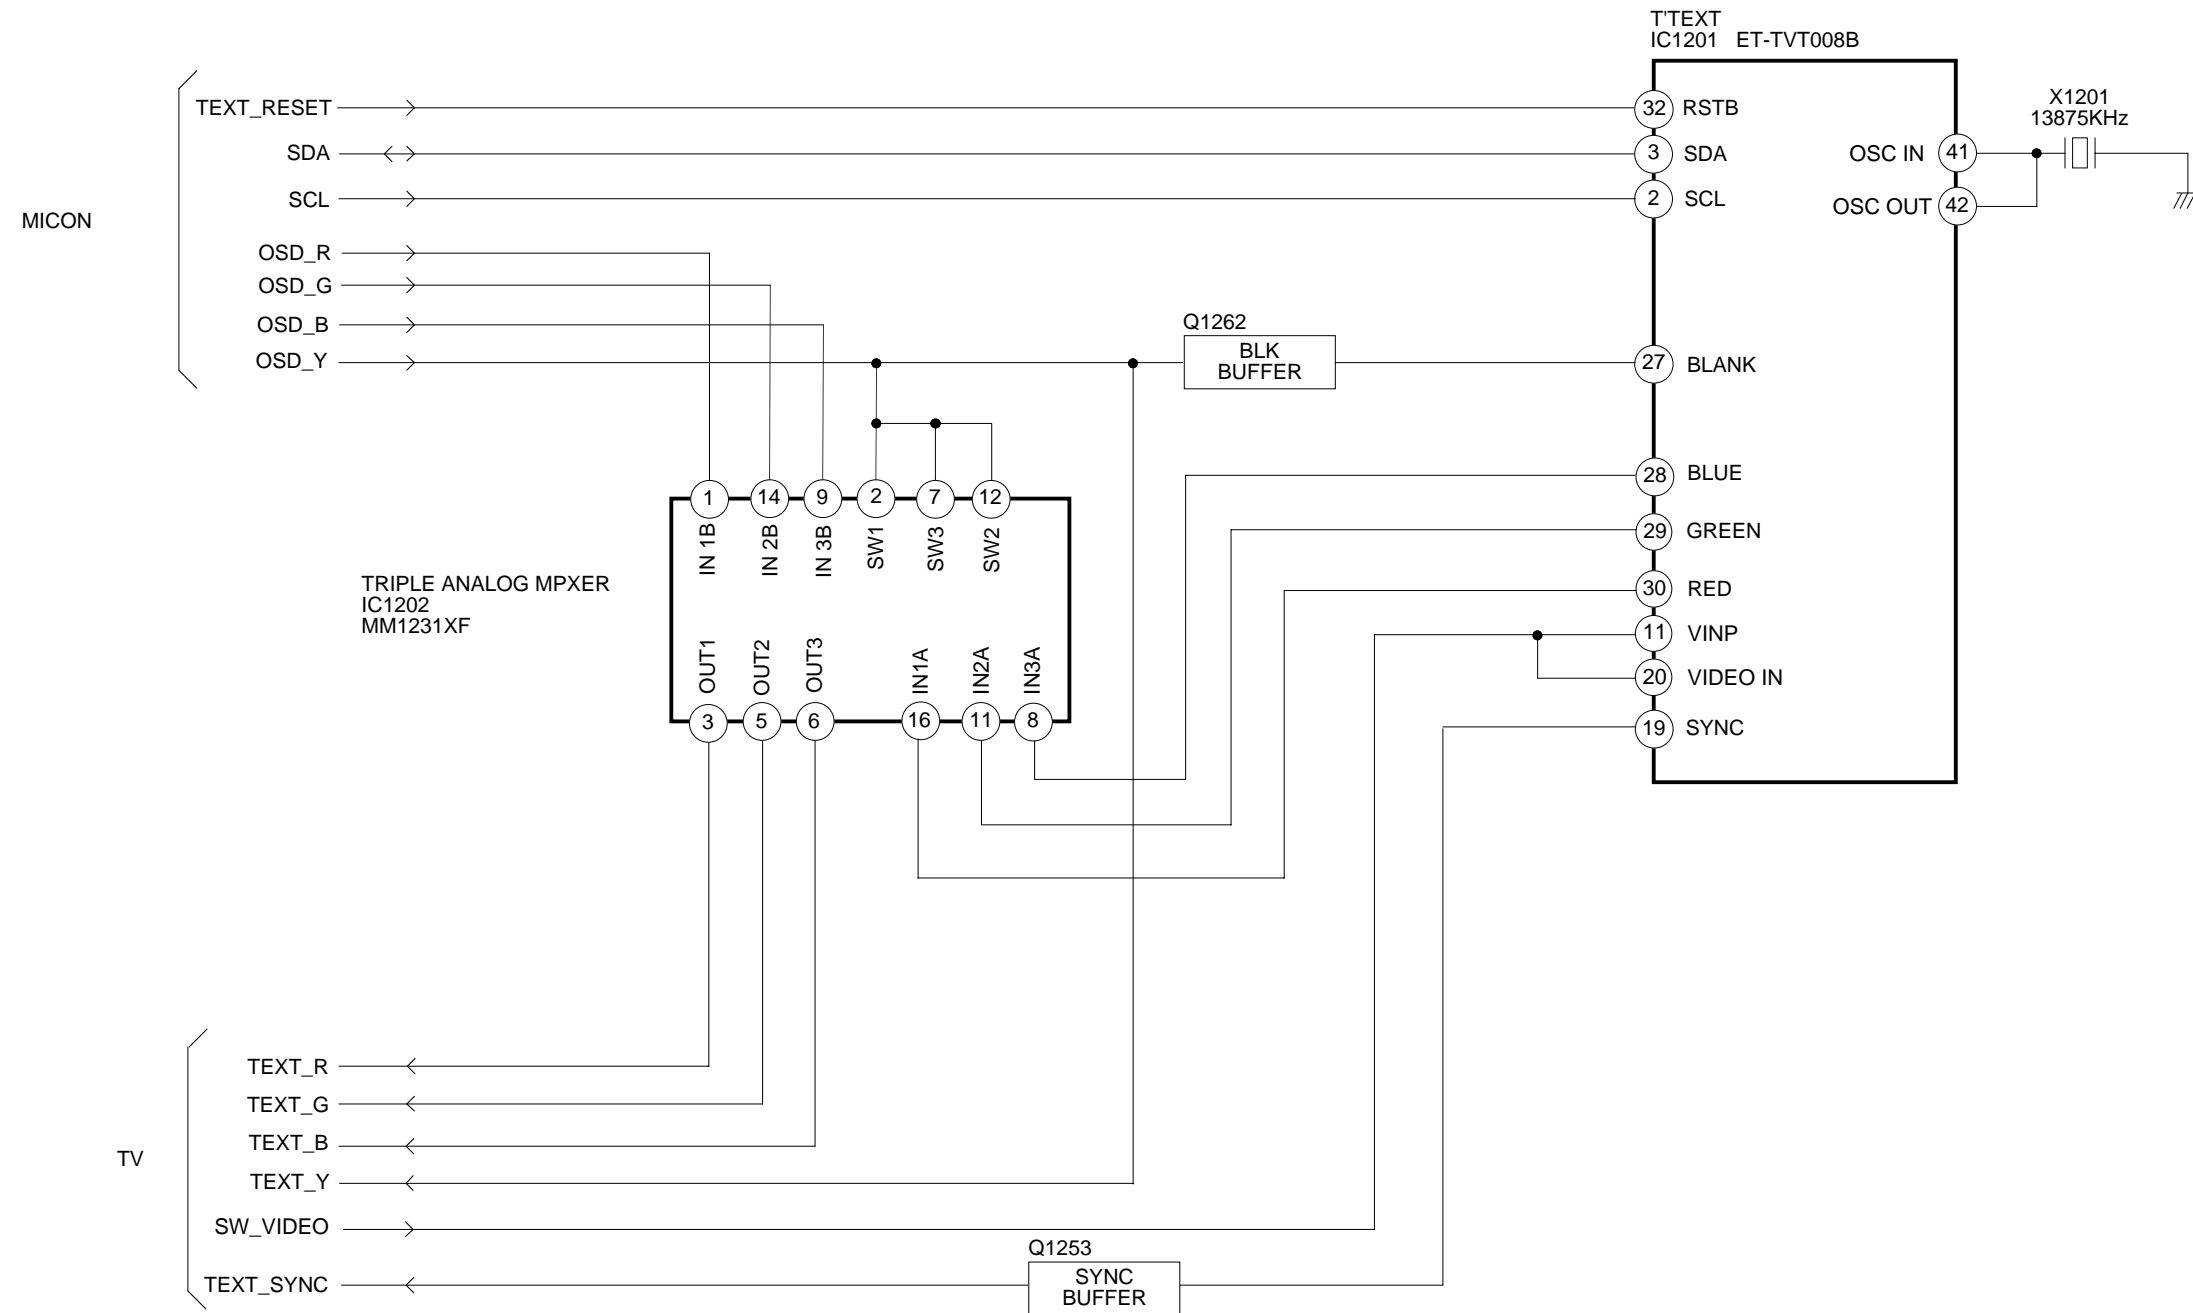 T'TEXT
IC1201 ET-TVT008B
TEXT_RESET
32 RSTB
X1201
13875KHz
SDA
3 SDA
OSC IN 41
SCL
2 SCL
OSC OUT 42
MICON
OSD_R
OSD_G
OSD_B
Q1262
OSD_Y
BLK
BUFFER
27 BLANK
28 BLUE
1 14 9 2 7 12
IN 1B IN 2B IN 3B SW1 SW3 SW2
29 GREEN
TRIPLE ANALOG MPXER
IC1202
MM1231XF
30 RED
11 VINP
OUT1 OUT2 OUT3 IN1A IN2A IN3A
20 VIDEO IN
3 5 6 16 11 8
19 SYNC
TEXT_R
TEXT_G
TEXT_B
TV
TEXT_Y
SW_VIDEO
Q1253
TEXT_SYNC
SYNC
BUFFER